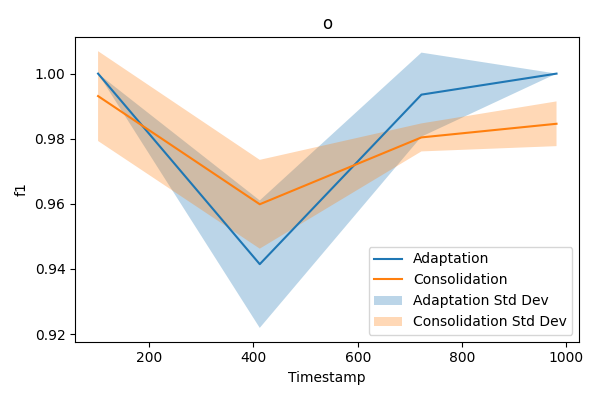 o
f1
1.00
0.98
0.96
0.94
0.92
Adaptation
Consolidation
Adaptation Std Dev
Consolidation Std Dev
200
400
600
800
1000
Timestamp